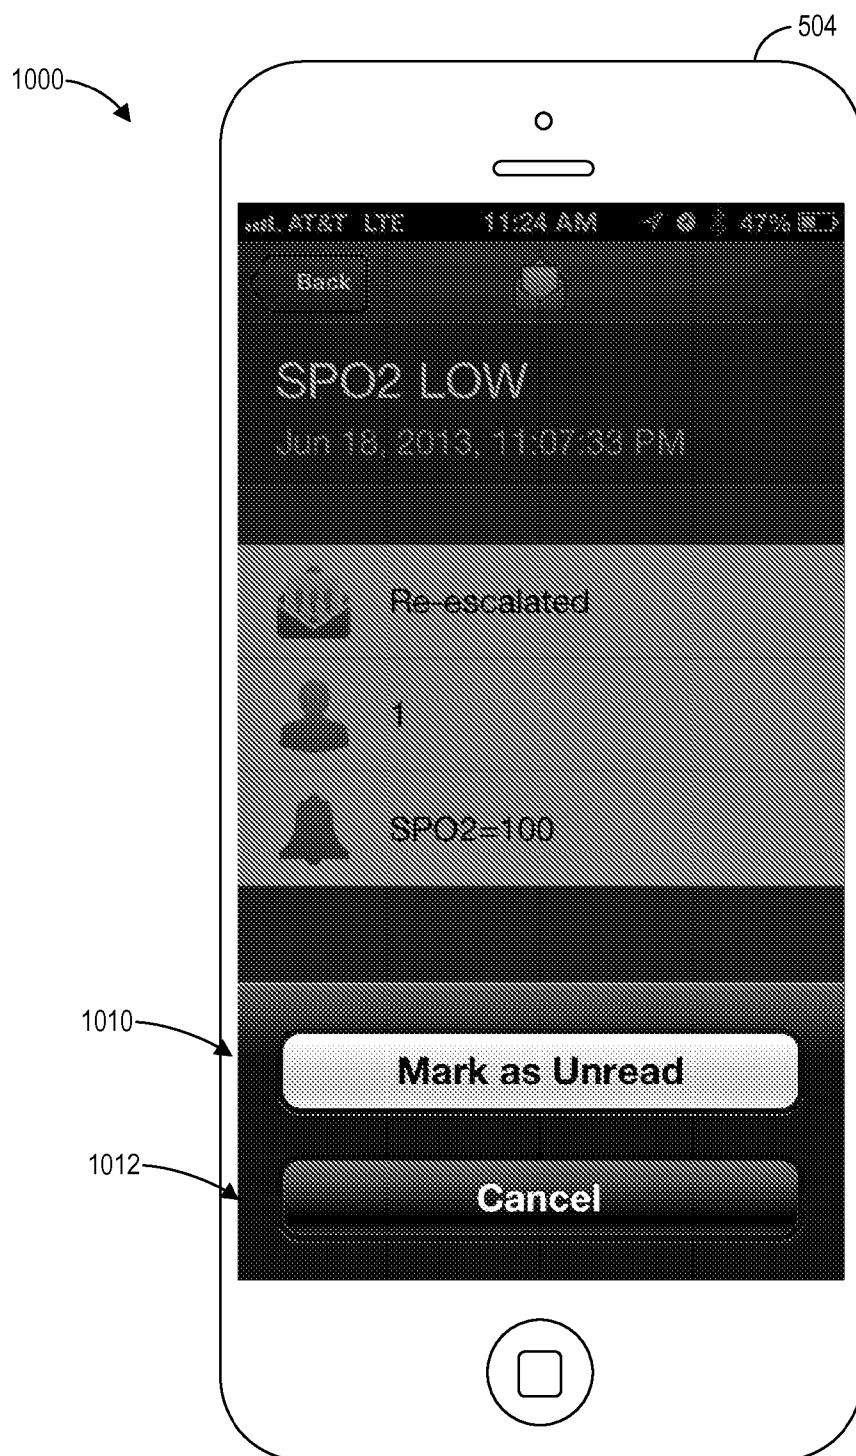 504
1000
AT&T LTE 11:24 AM 47%
Back
SPO2 LOW
Jun 18, 2013, 11:07:33 PM
Re-escalated
1
SPO2=100
1010
Mark as Unread
1012
Cancel